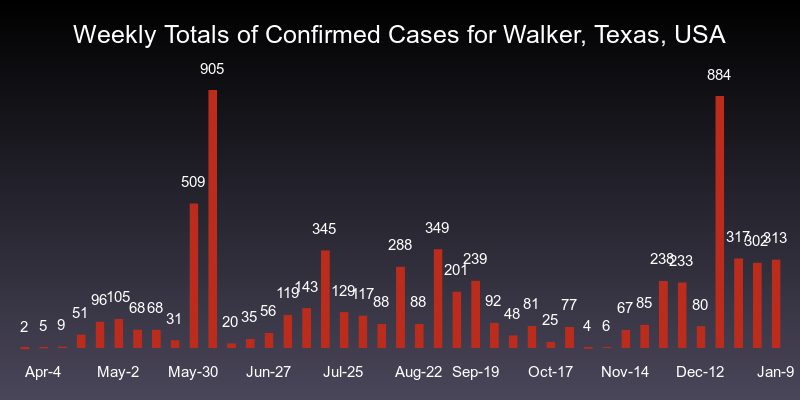 Weekly Totals of Confirmed Cases for Walker, Texas, USA
2 5 9 51 96 105 68 68 31 509 905 20 35 56 119 143 345 129 117 88 288 88 349 201 239 92 48 81 25 77 4 6 67 85 238 233 80 884 317 302 313
Apr-4 May-2 May-30 Jun-27 Jul-25 Aug-22 Sep-19 Oct-17 Nov-14 Dec-12 Jan-9